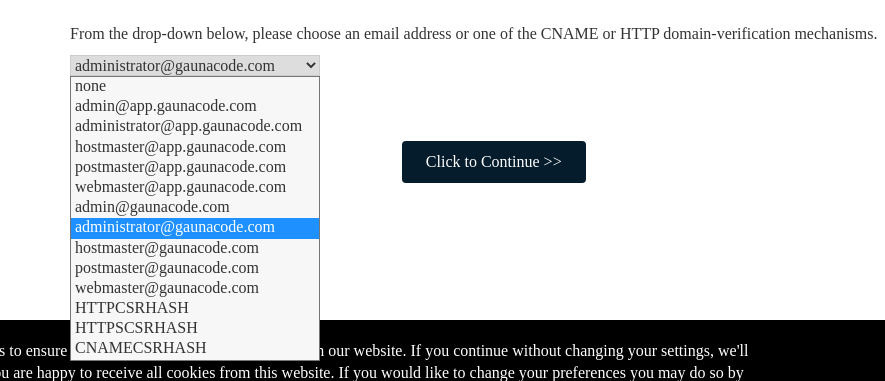 From the drop-down below, please choose an email address or one of the CNAME or HTTP domain-verification mechanisms.
administrator@gaunacode.com
none
admin@app.gaunacode.com
administrator@app.gaunacode.com
hostmaster@app.gaunacode.com
postmaster@app.gaunacode.com
webmaster@app.gaunacode.com
admin@gaunacode.com
administrator@gaunacode.com
hostmaster@gaunacode.com
postmaster@gaunacode.com
webmaster@gaunacode.com
HTTPCSRHASH
HTTPSCSRHASH
CNAMECSRHASH
Click to Continue >>
s to ensure our website. If you continue without changing your settings, we'll
u are happy to receive all cookies from this website. If you would like to change your preferences you may do so by